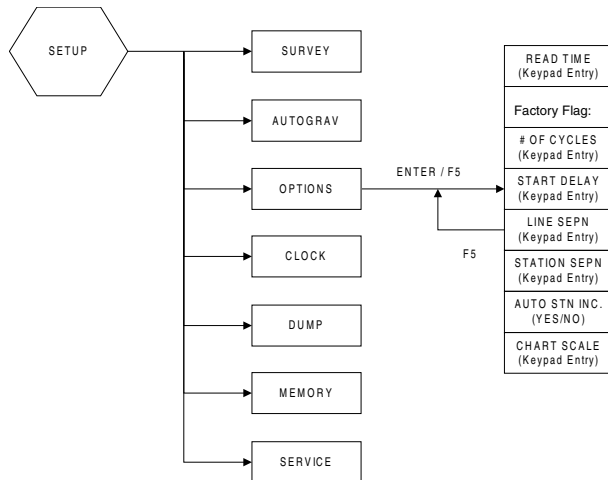 SETUP
SURVEY
AUTOGRAV
OPTIONS
CLOCK
DUMP
MEMORY
SERVICE
ENTER / F5
F5
READ TIME
(Keypad Entry)
Factory Flag:
# OF CYCLES
(Keypad Entry)
START DELAY
(Keypad Entry)
LINE SEPN
(Keypad Entry)
STATION SEPN
(Keypad Entry)
AUTO STN INC.
(YES/NO)
CHART SCALE
(Keypad Entry)